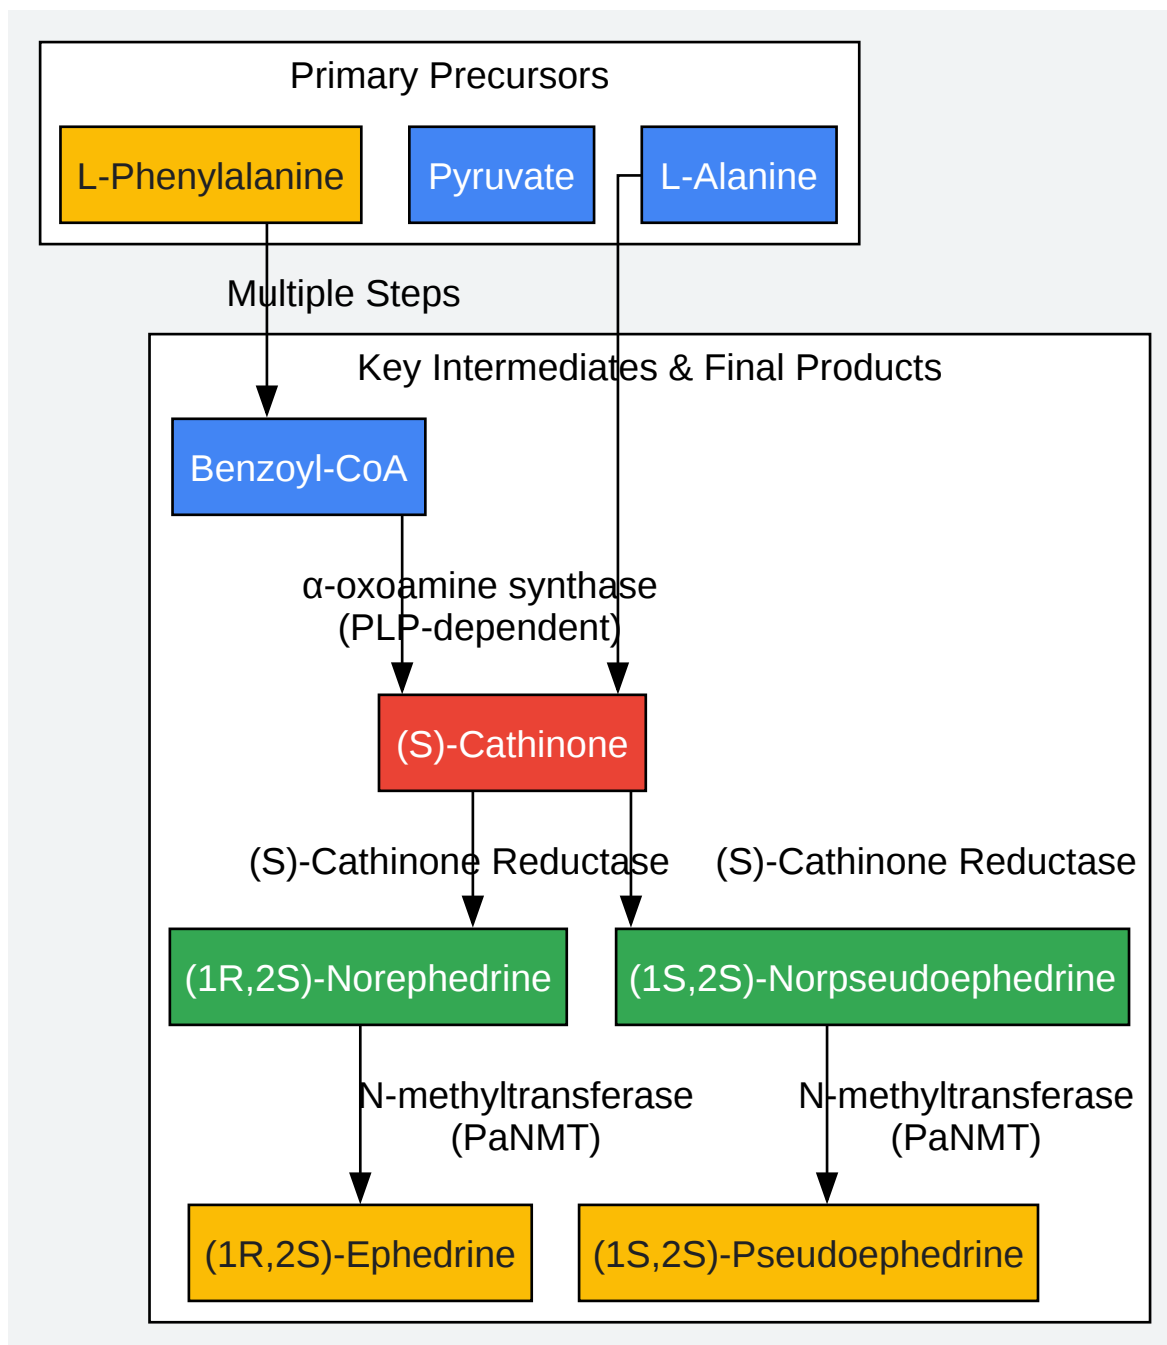 Primary Precursors
L-Phenylalanine
Pyruvate
L-Alanine
Multiple Steps
Key Intermediates & Final Products
Benzoyl-CoA
α-oxoamine synthase
(PLP-dependent)
(S)-Cathinone
(S)-Cathinone Reductase
(S)-Cathinone Reductase
(1R,2S)-Norephedrine
(1S,2S)-Norpseudoephedrine
N-methyltransferase
(PaNMT)
N-methyltransferase
(PaNMT)
(1R,2S)-Ephedrine
(1S,2S)-Pseudoephedrine